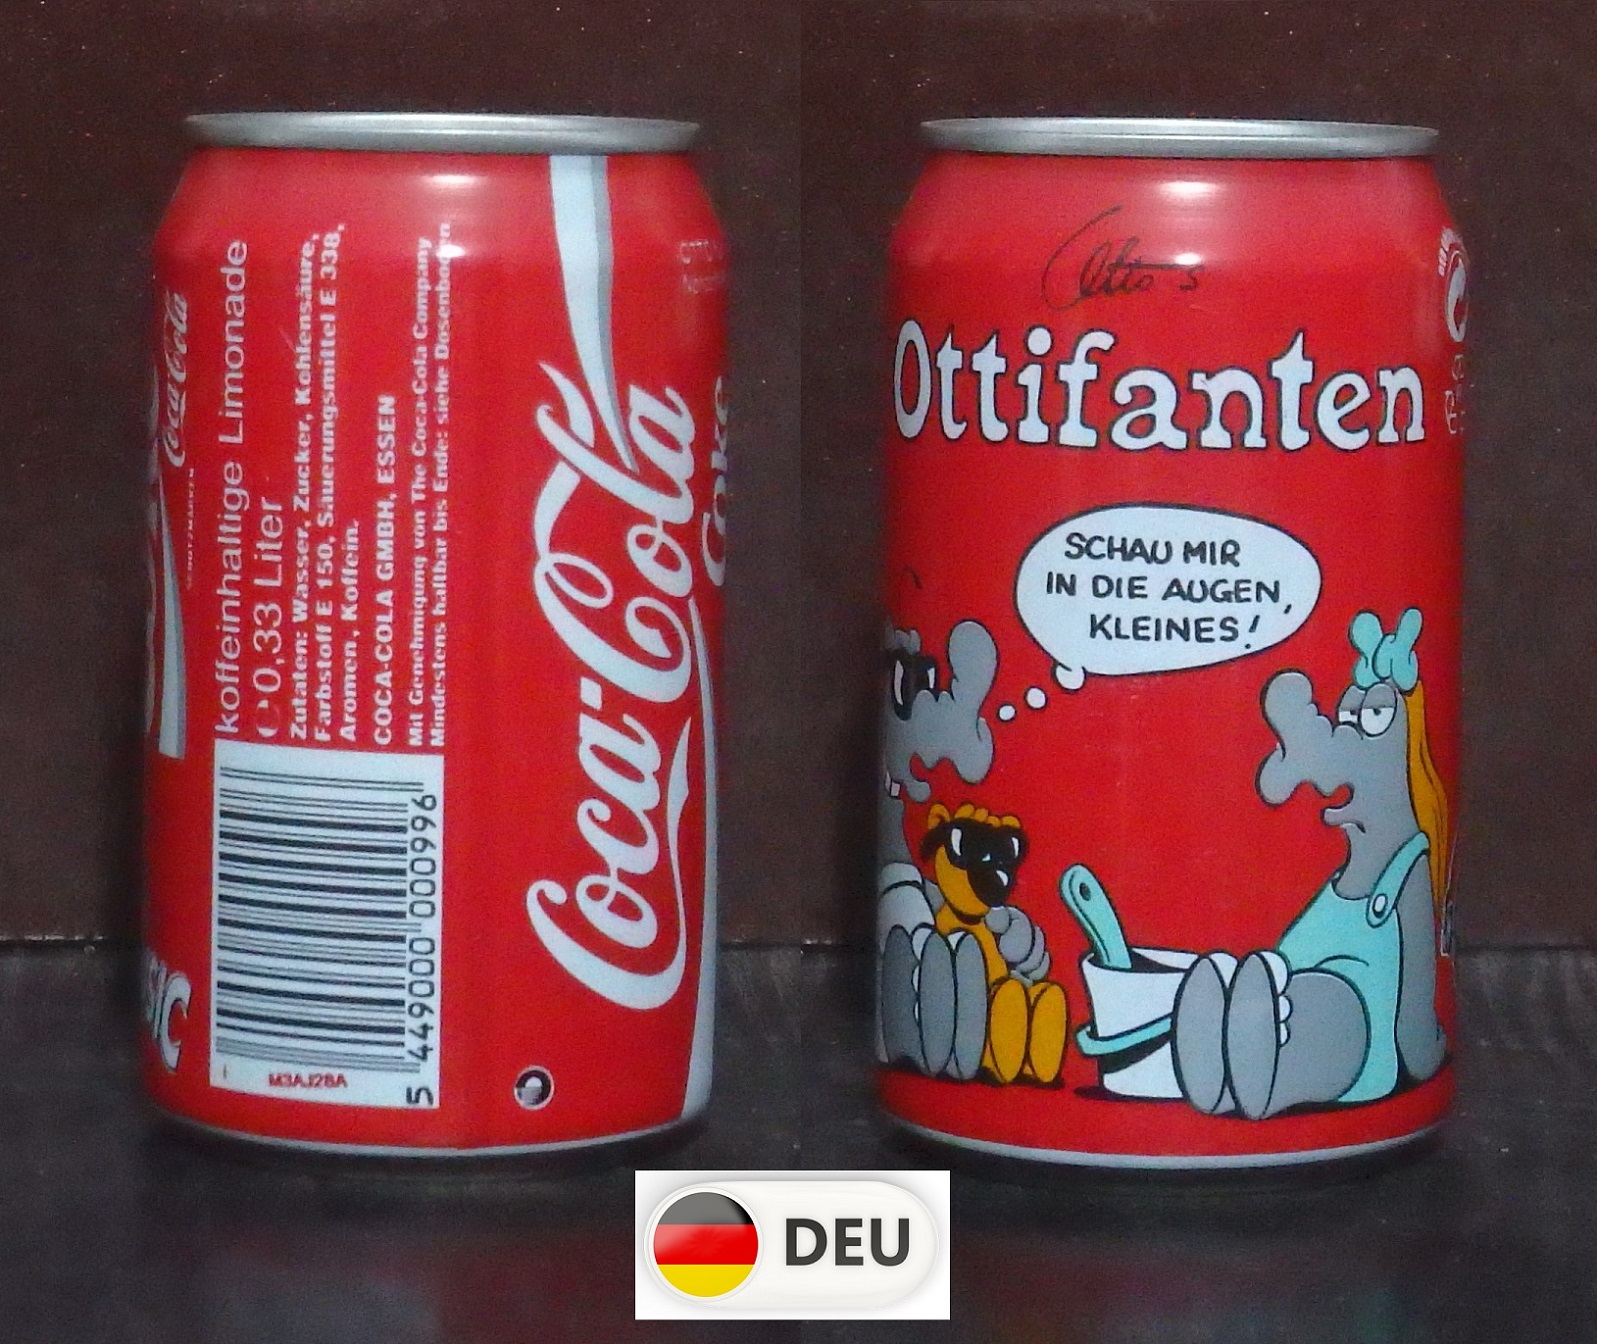 Coca-Cola
koffeinhaltige Limonade
e 0,33 Liter
Zutaten: Wasser, Zucker, Kohlensäure,
Farbstoff E 150, Säuerungsmittel E 338,
Aromen, Koffein.
COCA-COLA GMBH, ESSEN
Mit Genehmigung von The Coca-Cola Company
Mindestens haltbar bis Ende: siehe Dosenboden
M3AJ28A
5 449000 000996
Coca-Cola
Coke
Otto's
Ottifanten
SCHAU MIR
IN DIE AUGEN,
KLEINES!
DEU